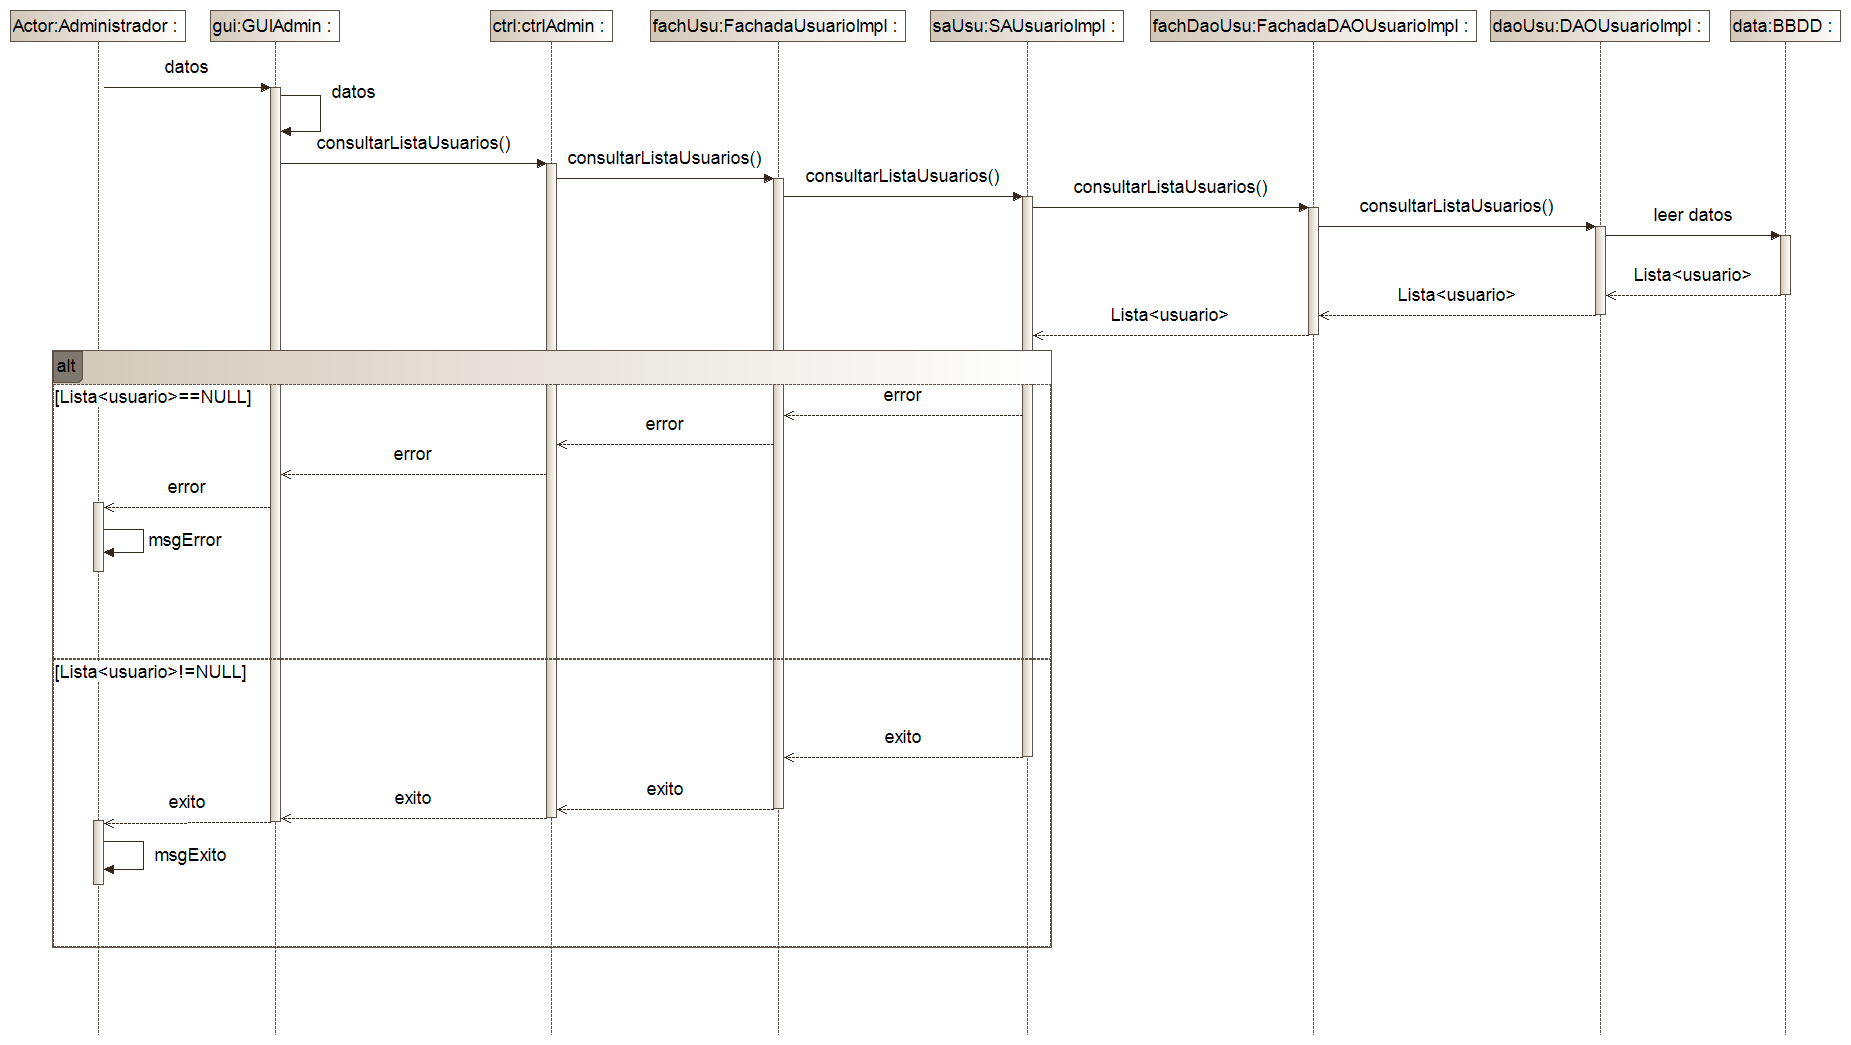 Actor:Administrador :
gui:GUIAdmin :
ctrl:ctrlAdmin :
fachUsu:FachadaUsuarioImpl :
saUsu:SAUsuarioImpl :
fachDaoUsu:FachadaDAOUsuarioImpl :
daoUsu:DAOUsuarioImpl :
data:BBDD :
datos
datos
consultarListaUsuarios()
consultarListaUsuarios()
consultarListaUsuarios()
consultarListaUsuarios()
consultarListaUsuarios()
leer datos
Lista<usuario>
Lista<usuario>
Lista<usuario>
alt
[Lista<usuario>==NULL]
error
error
error
error
msgError
[Lista<usuario>!=NULL]
exito
exito
exito
exito
msgExito